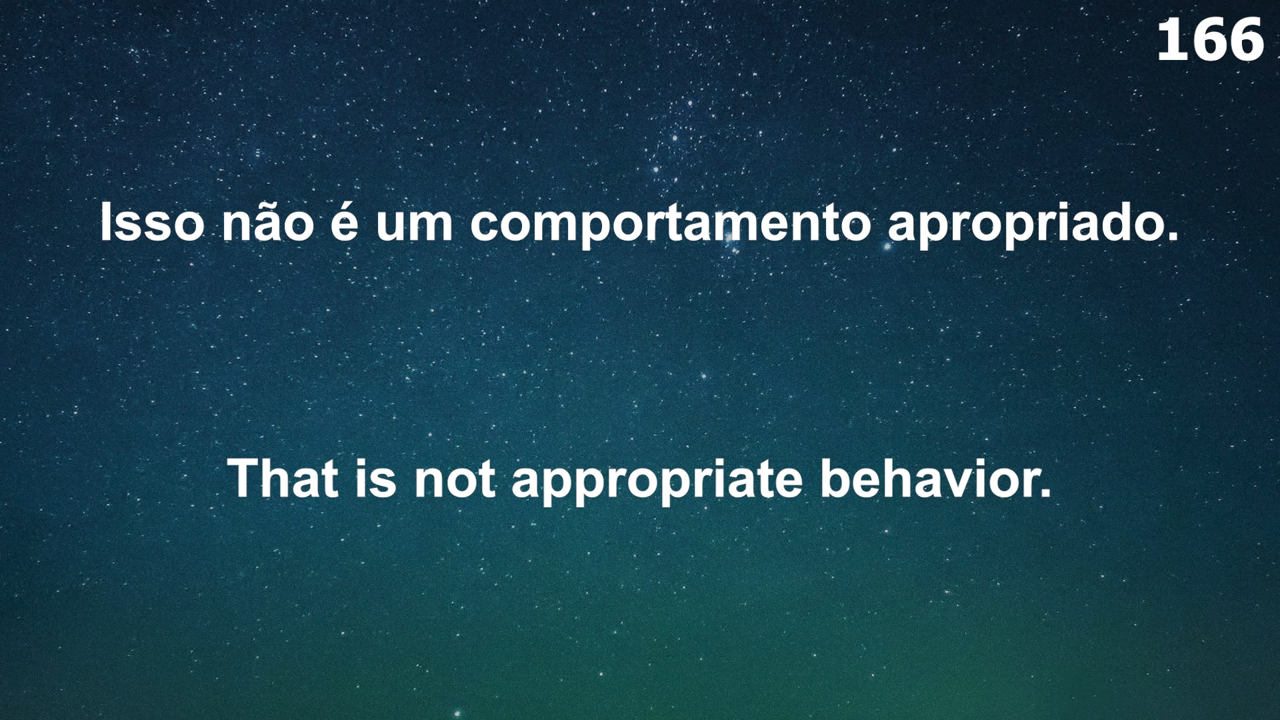 166
Isso não é um comportamento apropriado.
That is not appropriate behavior.